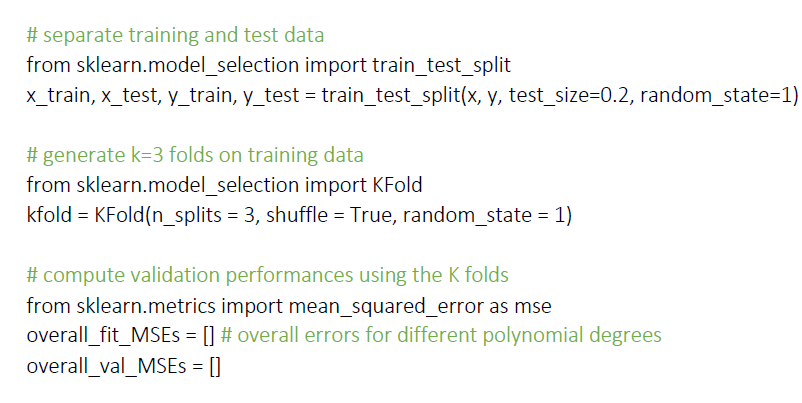 # separate training and test data
from sklearn.model_selection import train_test_split
x_train, x_test, y_train, y_test = train_test_split(x, y, test_size=0.2, random_state=1)
# generate k=3 folds on training data
from sklearn.model_selection import KFold
kfold = KFold(n_splits = 3, shuffle = True, random_state = 1)
# compute validation performances using the K folds
from sklearn.metrics import mean_squared_error as mse
overall_fit_MSEs = [] # overall errors for different polynomial degrees
overall_val_MSEs = []